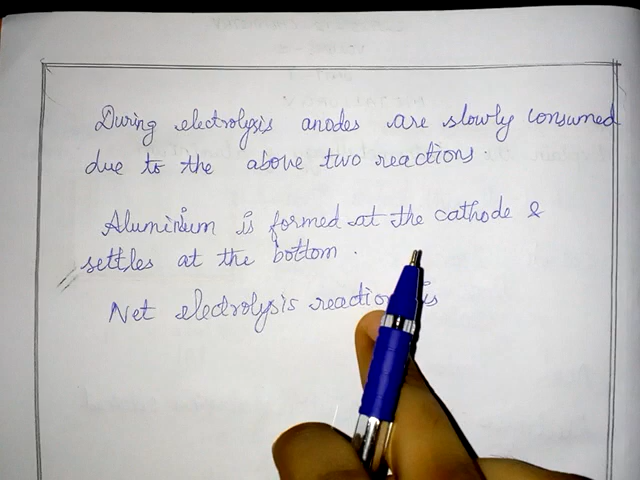 During electrolysis anodes are slowly consumed
due to the above two reactions.
Aluminium is formed at the cathode &
settles at the bottom.
Net electrolysis reaction is